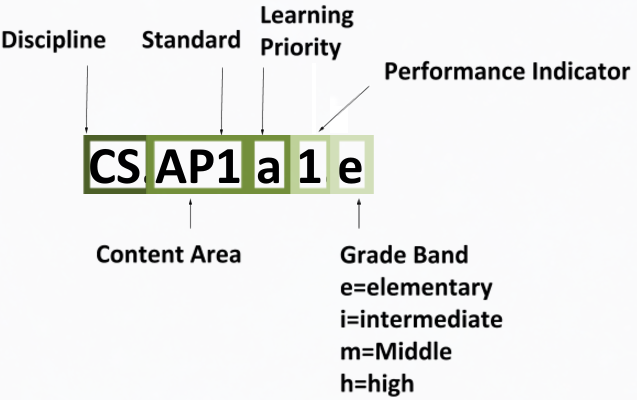 Learning
Priority
Discipline
Standard
Performance Indicator
CS.AP1.a.1.e
Content Area
Grade Band
e=elementary
i=intermediate
m=Middle
h=high